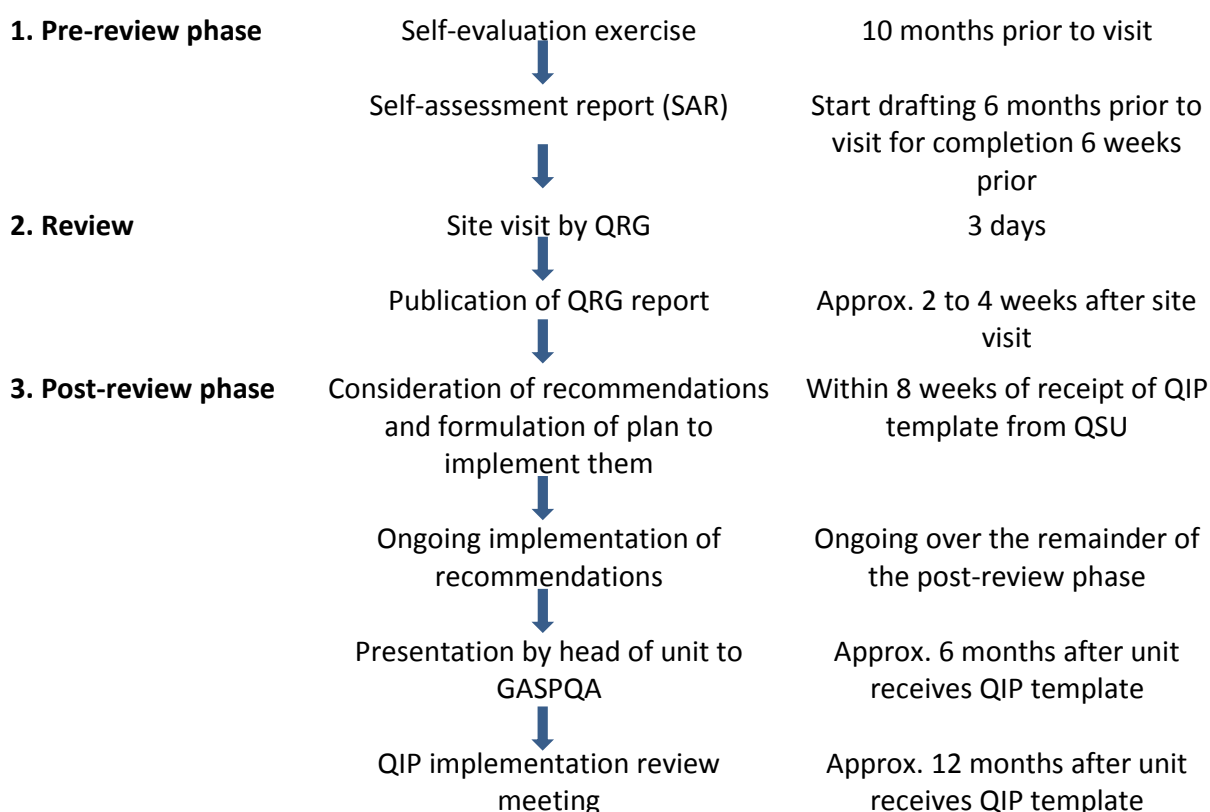 1. Pre-review phase Self-evaluation exercise 10 months prior to visit
Self-assessment report (SAR) Start drafting 6 months prior to
visit for completion 6 weeks
prior
2. Review Site visit by QRG 3 days
Publication of QRG report Approx. 2 to 4 weeks after site
visit
3. Post-review phase Consideration of recommendations Within 8 weeks of receipt of QIP
and formulation of plan to template from QSU
implement them
Ongoing implementation of Ongoing over the remainder of
recommendations the post-review phase
Presentation by head of unit to Approx. 6 months after unit
GASPQA receives QIP template
QIP implementation review Approx. 12 months after unit
meeting receives QIP template